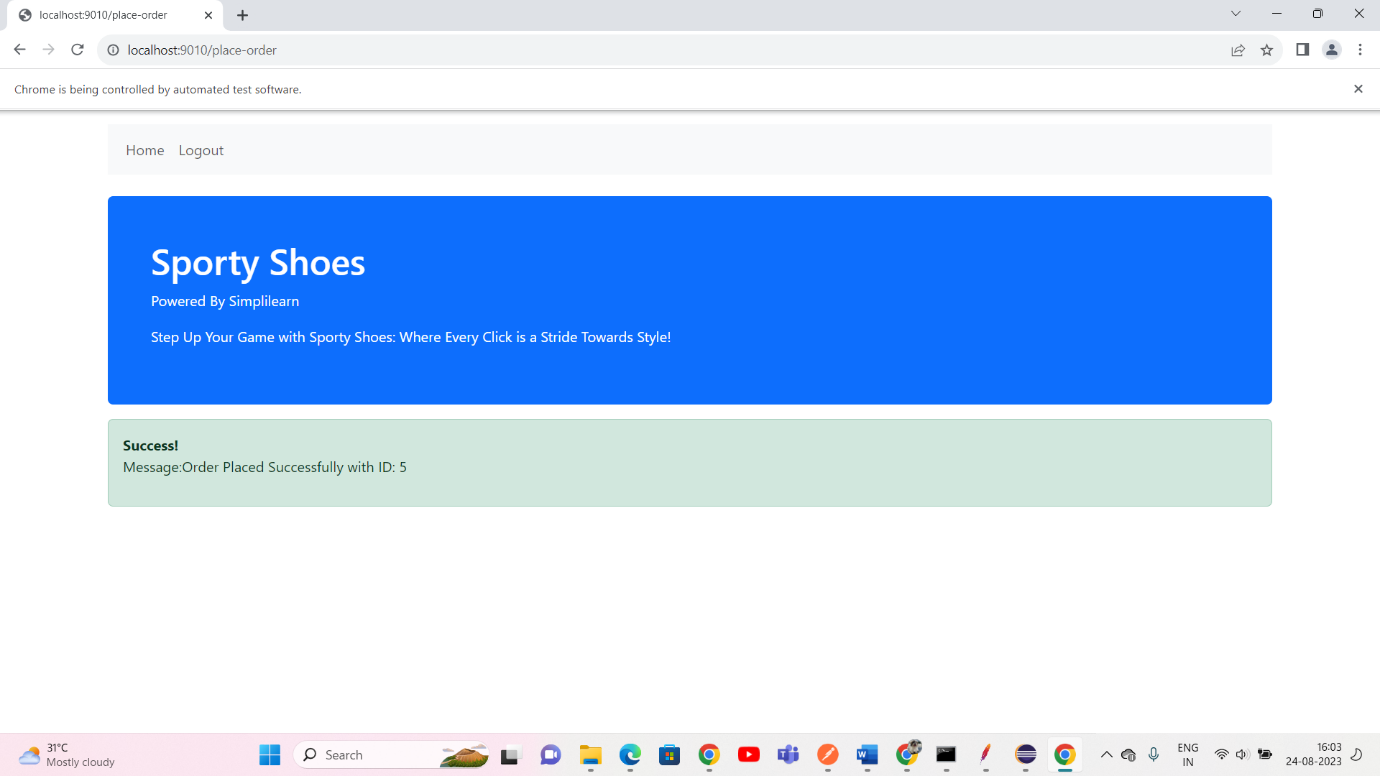 localhost:9010/place-order
localhost:9010/place-order
Chrome is being controlled by automated test software.
Home Logout
Sporty Shoes
Powered By Simplilearn
Step Up Your Game with Sporty Shoes: Where Every Click is a Stride Towards Style!
Success!
Message:Order Placed Successfully with ID: 5
31°C
Mostly cloudy
Search
ENG
IN
16:03
24-08-2023